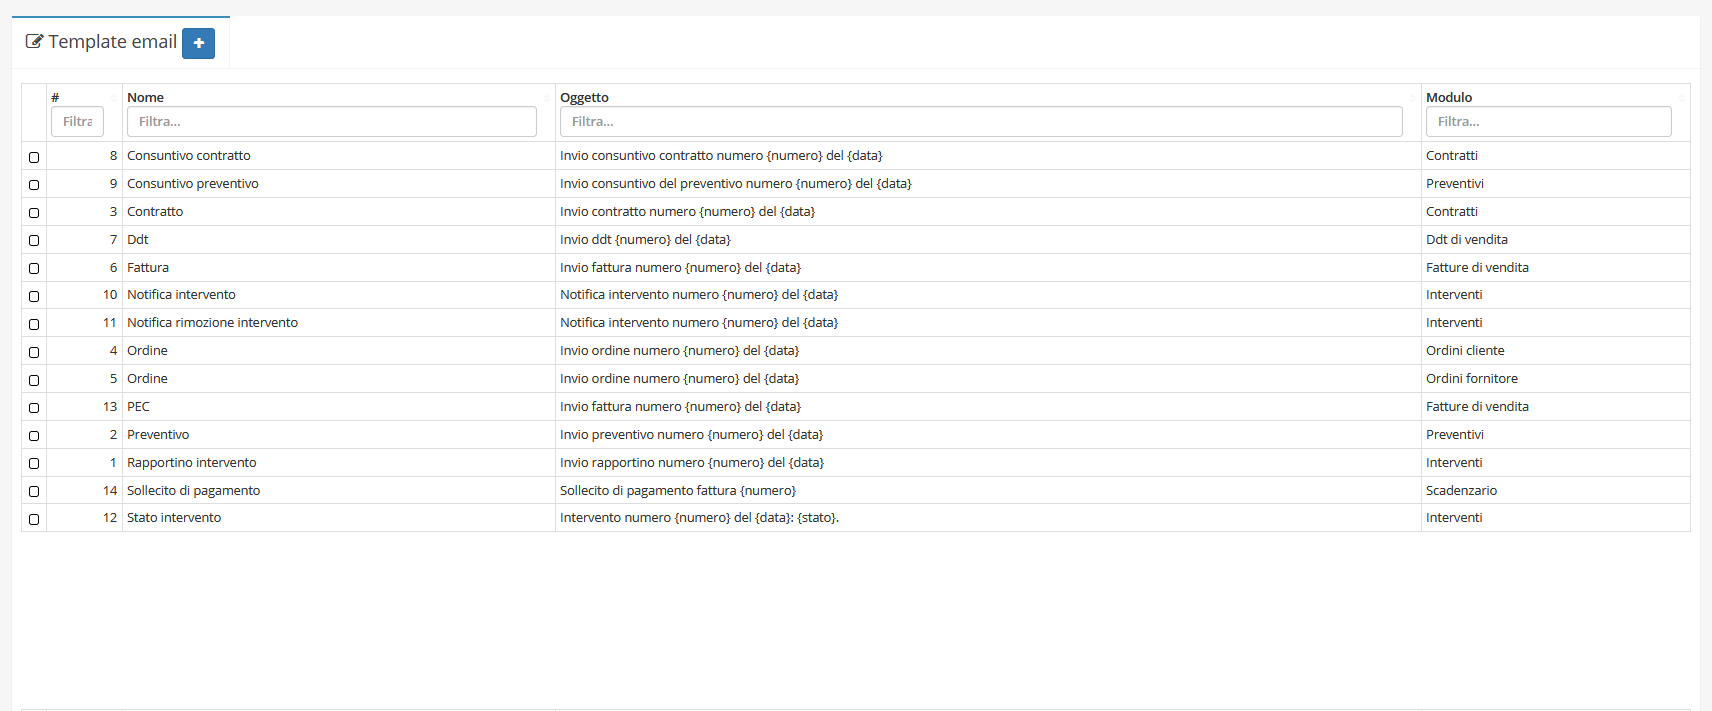 Template email
# Nome Oggetto Modulo
Filtra Filtra... Filtra... Filtra...
8 Consuntivo contratto Invio consuntivo contratto numero {numero} del {data} Contratti
9 Consuntivo preventivo Invio consuntivo del preventivo numero {numero} del {data} Preventivi
3 Contratto Invio contratto numero {numero} del {data} Contratti
7 Ddt Invio ddt {numero} del {data} Ddt di vendita
6 Fattura Invio fattura numero {numero} del {data} Fatture di vendita
10 Notifica intervento Notifica intervento numero {numero} del {data} Interventi
11 Notifica rimozione intervento Notifica intervento numero {numero} del {data} Interventi
4 Ordine Invio ordine numero {numero} del {data} Ordini cliente
5 Ordine Invio ordine numero {numero} del {data} Ordini fornitore
13 PEC Invio fattura numero {numero} del {data} Fatture di vendita
2 Preventivo Invio preventivo numero {numero} del {data} Preventivi
1 Rapportino intervento Invio rapportino numero {numero} del {data} Interventi
14 Sollecito di pagamento Sollecito di pagamento fattura {numero} Scadenzario
12 Stato intervento Intervento numero {numero} del {data}: {stato}. Interventi